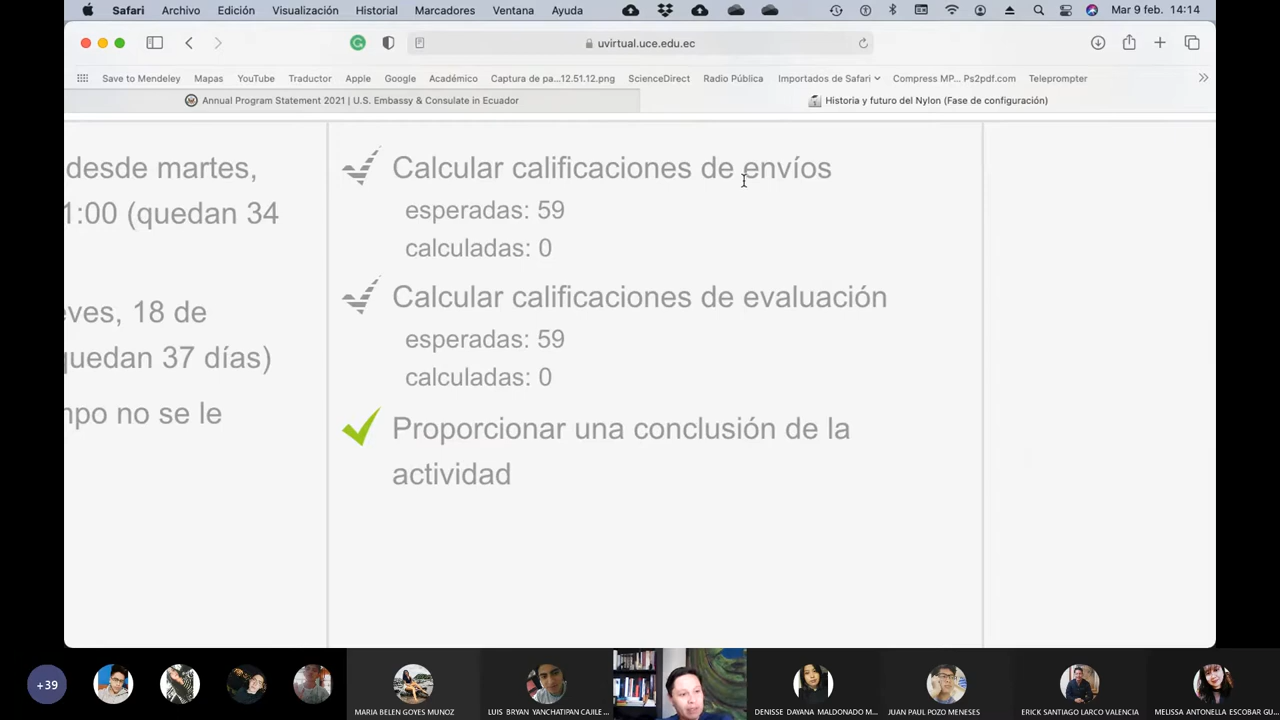 Safari Archivo Edición Visualización Historial Marcadores Ventana Ayuda Mar 9 feb. 14:14
uvirtual.uce.edu.ec
Save to Mendeley Mapas YouTube Traductor Apple Google Académico Captura de pa...12.51.12.png ScienceDirect Radio Pública Importados de Safari Compress MP... Ps2pdf.com Teleprompter
Annual Program Statement 2021 | U.S. Embassy & Consulate in Ecuador
Historia y futuro del Nylon (Fase de configuración)
desde martes,
1:00 (quedan 34
eves, 18 de
quedan 37 días)
mpo no se le
Calcular calificaciones de envíos
esperadas: 59
calculadas: 0
Calcular calificaciones de evaluación
esperadas: 59
calculadas: 0
Proporcionar una conclusión de la
actividad
+39
MARIA BELEN GOYES MUNOZ
LUIS BRYAN YANCHATIPAN CAJILE...
DENISSE DAYANA MALDONADO M...
JUAN PAUL POZO MENESES
ERICK SANTIAGO LARCO VALENCIA
MELISSA ANTONELLA ESCOBAR GU...